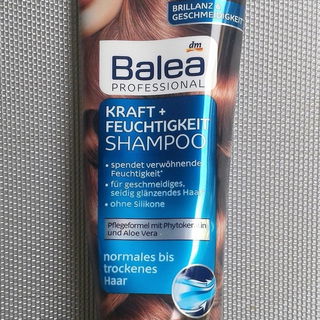 BRILLANZ &
GESCHMEIDIGKEIT
dm
Balea
PROFESSIONAL
KRAFT +
FEUCHTIGKEIT
SHAMPOO
• spendet verwöhnende
Feuchtigkeit*
• für geschmeidiges,
seidig glänzendes Haar
• ohne Silikone
Pflegeformel mit Phytokeratin
und Aloe Vera
normales bis
trockenes
Haar